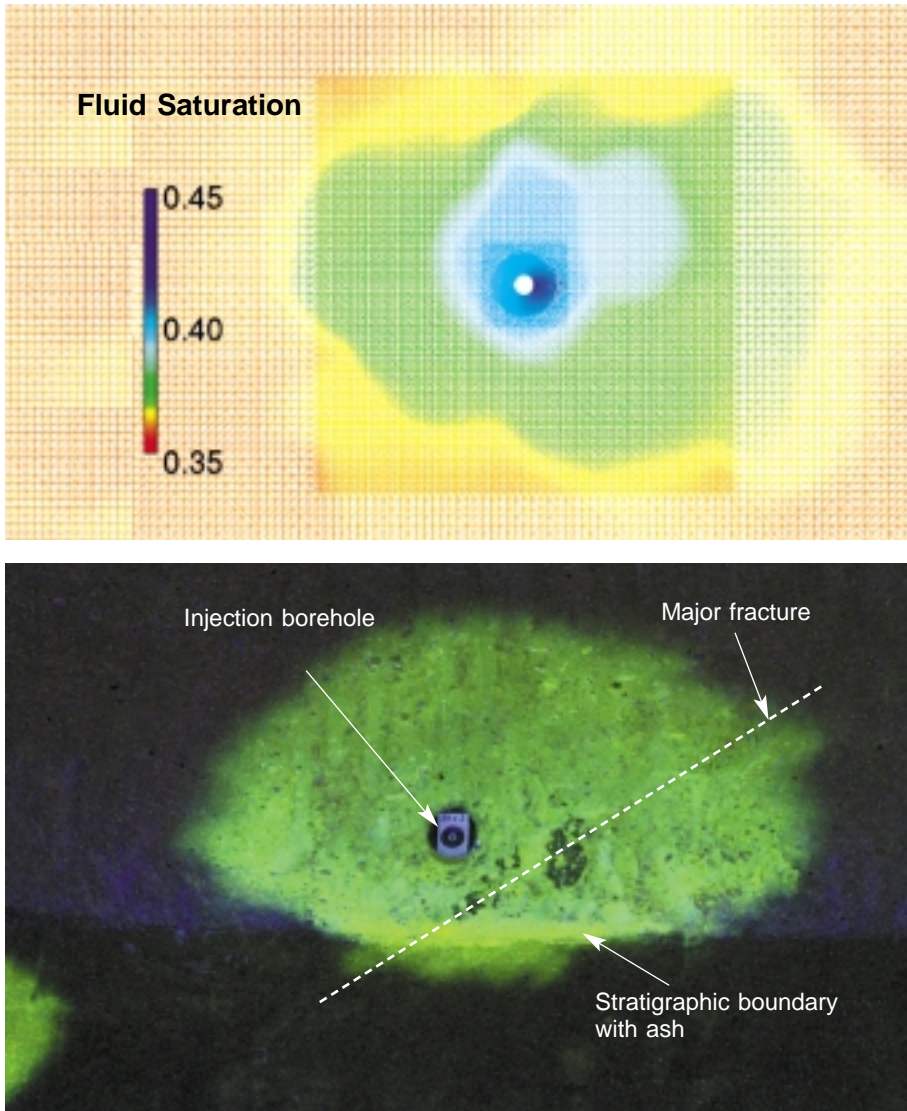 Fluid Saturation
0.45
0.40
0.35
Injection borehole
Major fracture
Stratigraphic boundary
with ash